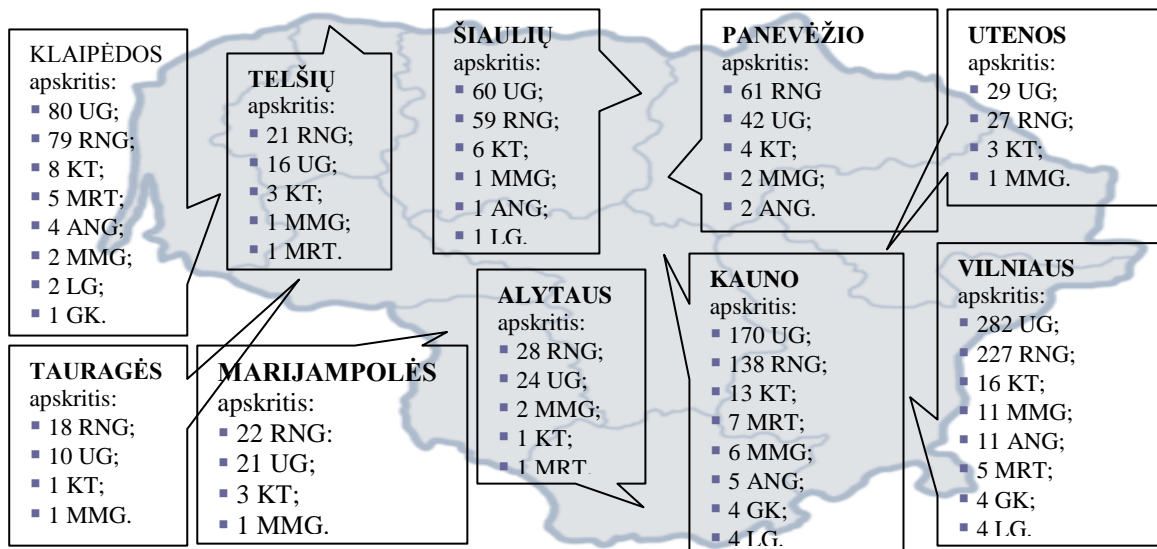 KLAIPĖDOS
apskritis:
▪ 80 UG;
▪ 79 RNG;
▪ 8 KT;
▪ 5 MRT;
▪ 4 ANG;
▪ 2 MMG;
▪ 2 LG;
▪ 1 GK.
TELŠIŲ
apskritis:
▪ 21 RNG;
▪ 16 UG;
▪ 3 KT;
▪ 1 MMG;
▪ 1 MRT.
ŠIAULIŲ
apskritis:
▪ 60 UG;
▪ 59 RNG;
▪ 6 KT;
▪ 1 MMG;
▪ 1 ANG;
▪ 1 LG
PANEVĖŽIO
apskritis:
▪ 61 RNG
▪ 42 UG;
▪ 4 KT;
▪ 2 MMG;
▪ 2 ANG.
UTENOS
apskritis:
▪ 29 UG;
▪ 27 RNG;
▪ 3 KT;
▪ 1 MMG.
TAURAGĖS
apskritis:
▪ 18 RNG;
▪ 10 UG;
▪ 1 KT;
▪ 1 MMG.
MARIJAMPOLĖS
apskritis:
▪ 22 RNG:
▪ 21 UG;
▪ 3 KT;
▪ 1 MMG.
ALYTAUS
apskritis:
▪ 28 RNG;
▪ 24 UG;
▪ 2 MMG;
▪ 1 KT;
▪ 1 MRT.
KAUNO
apskritis:
▪ 170 UG;
▪ 138 RNG;
▪ 13 KT;
▪ 7 MRT;
▪ 6 MMG;
▪ 5 ANG;
▪ 4 GK;
▪ 4 LG.
VILNIAUS
apskritis:
▪ 282 UG;
▪ 227 RNG;
▪ 16 KT;
▪ 11 MMG;
▪ 11 ANG;
▪ 5 MRT;
▪ 4 GK;
▪ 4 LG.